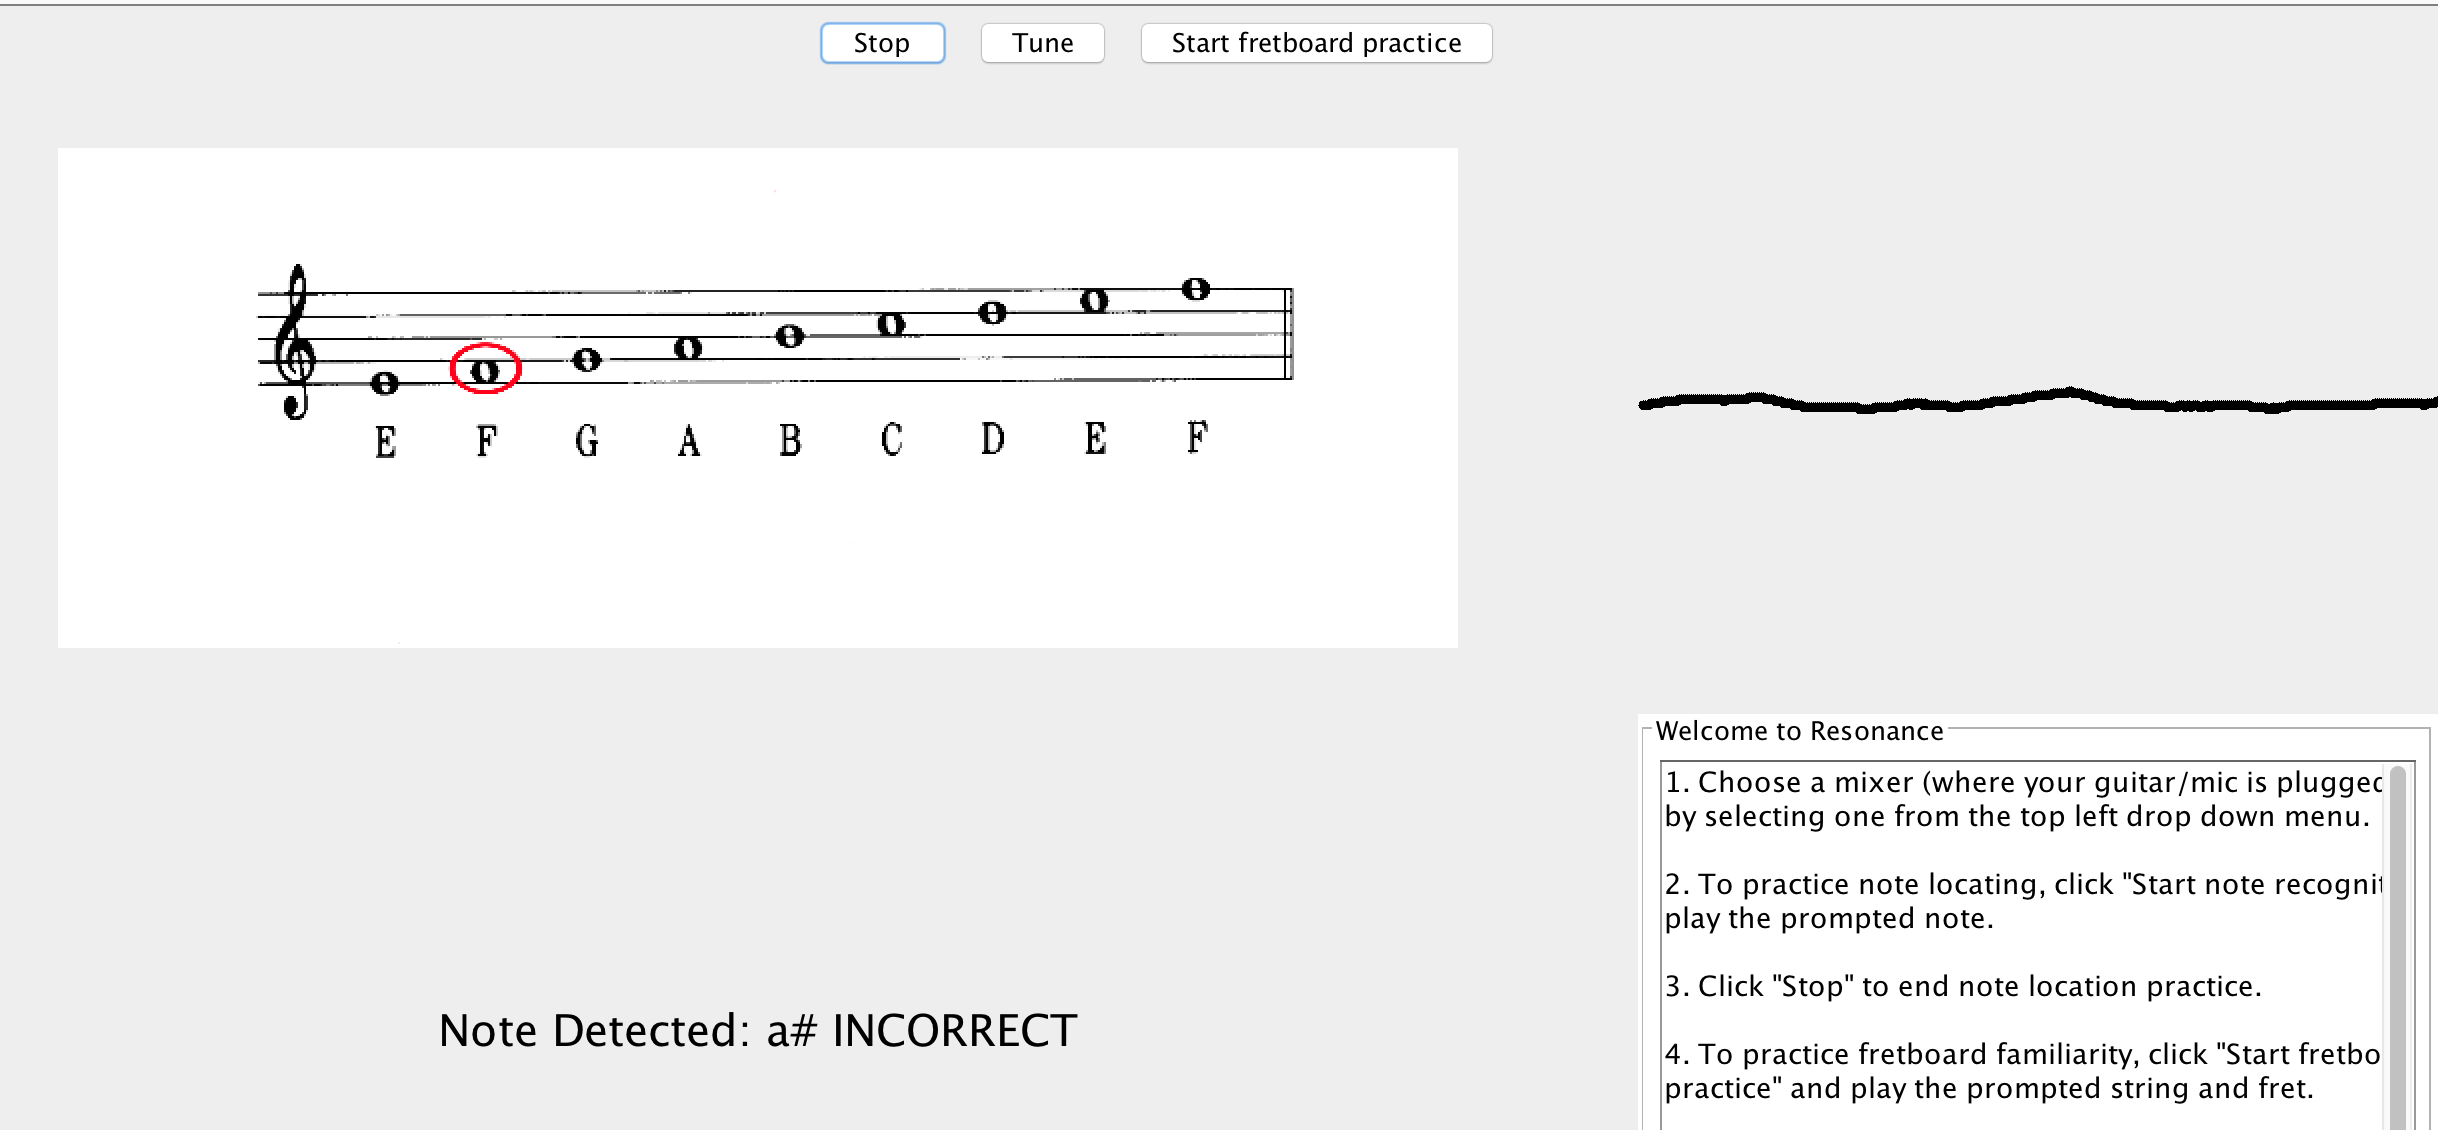 Stop Tune Start fretboard practice
E F G A B C D E F
Note Detected: a# INCORRECT
Welcome to Resonance
1. Choose a mixer (where your guitar/mic is plugged
by selecting one from the top left drop down menu.
2. To practice note locating, click "Start note recognit
play the prompted note.
3. Click "Stop" to end note location practice.
4. To practice fretboard familiarity, click "Start fretbo
practice" and play the prompted string and fret.